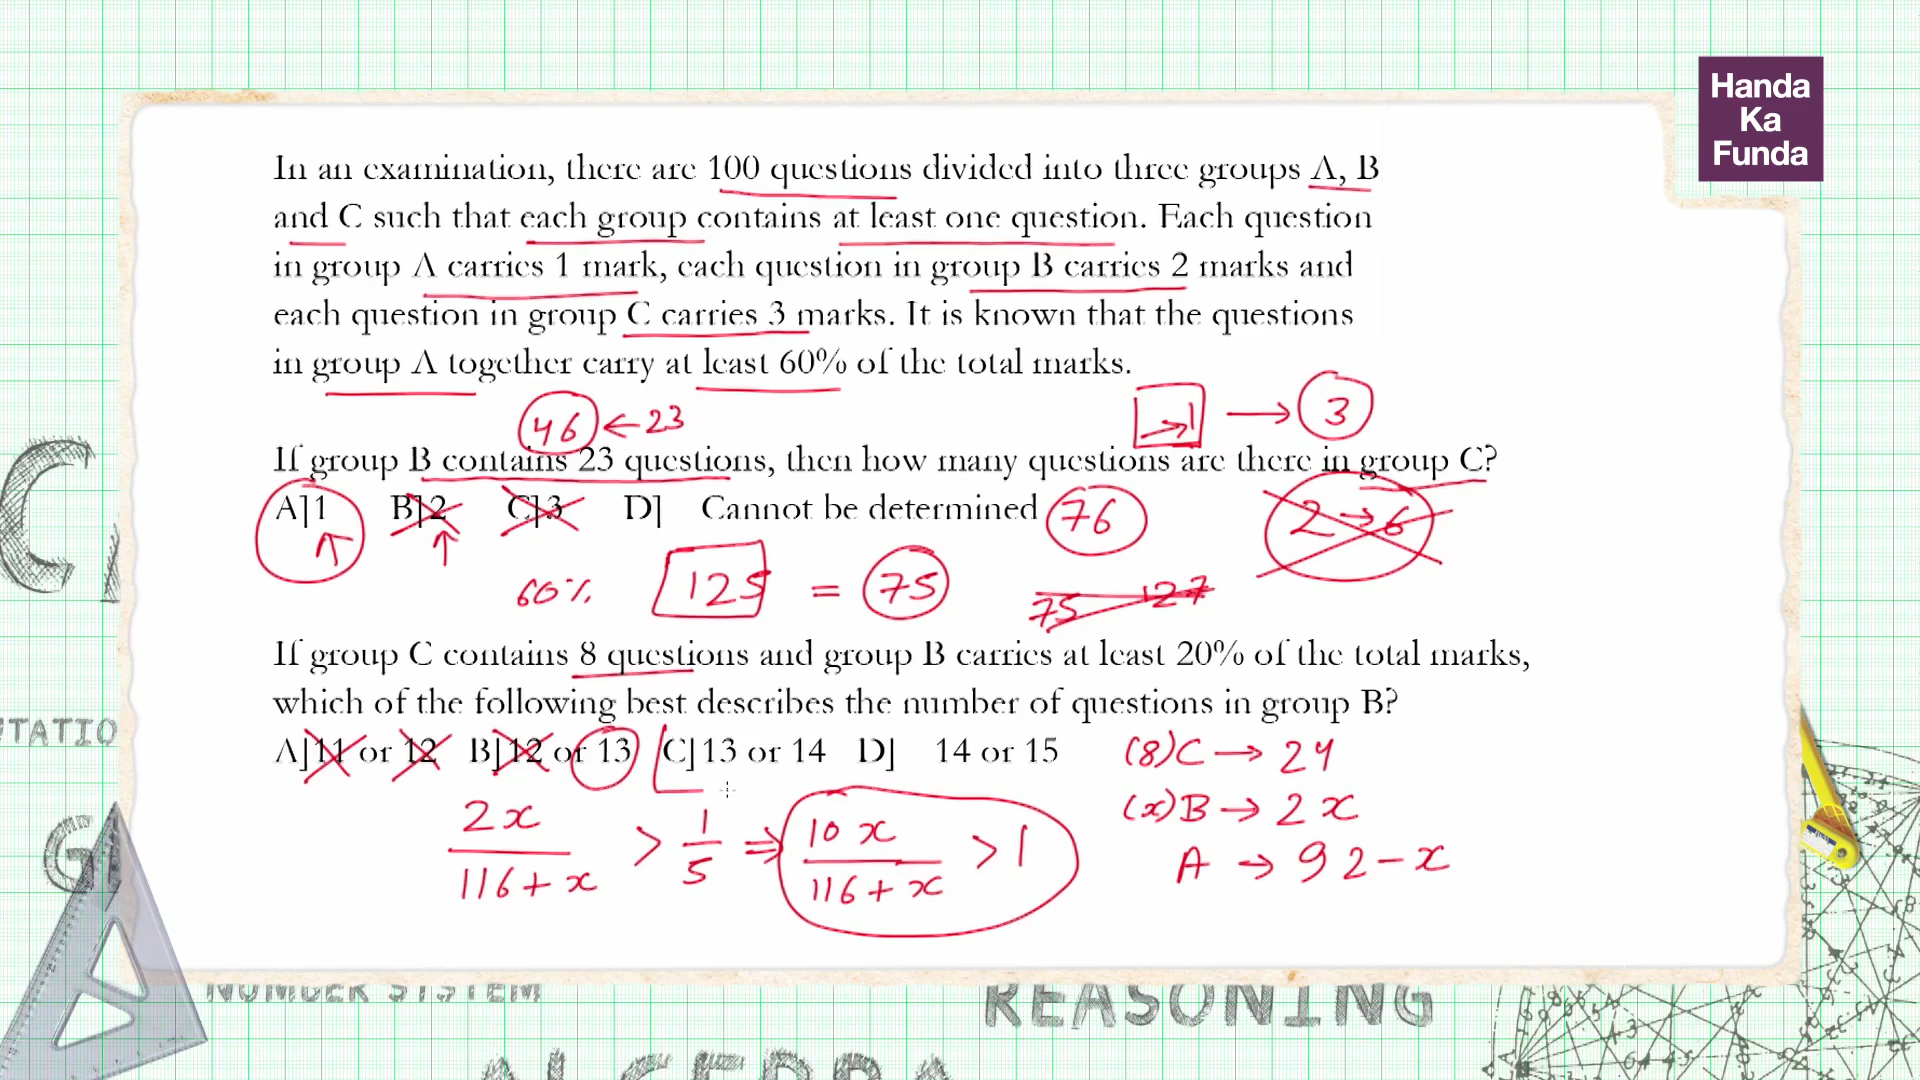 Handa
Ka
Funda
In an examination, there are 100 questions divided into three groups A, B
and C such that each group contains at least one question. Each question
in group A carries 1 mark, each question in group B carries 2 marks and
each question in group C carries 3 marks. It is known that the questions
in group A together carry at least 60% of the total marks.
46 ← 23
→1 → 3
If group B contains 23 questions, then how many questions are there in group C?
A]1 B]2 C]3 D] Cannot be determined 76
2 → 6
60% 125 = 75
75 127
If group C contains 8 questions and group B carries at least 20% of the total marks,
which of the following best describes the number of questions in group B?
A]11 or 12 B]12 or 13 C]13 or 14 D] 14 or 15
(8)C → 24
(x)B → 2x
A → 92-x
2x / 116+x > 1/5 ⇒ 10x / 116+x > 1
TATIO
NUMBER SYSTEM
REASONING
ALGEBRA